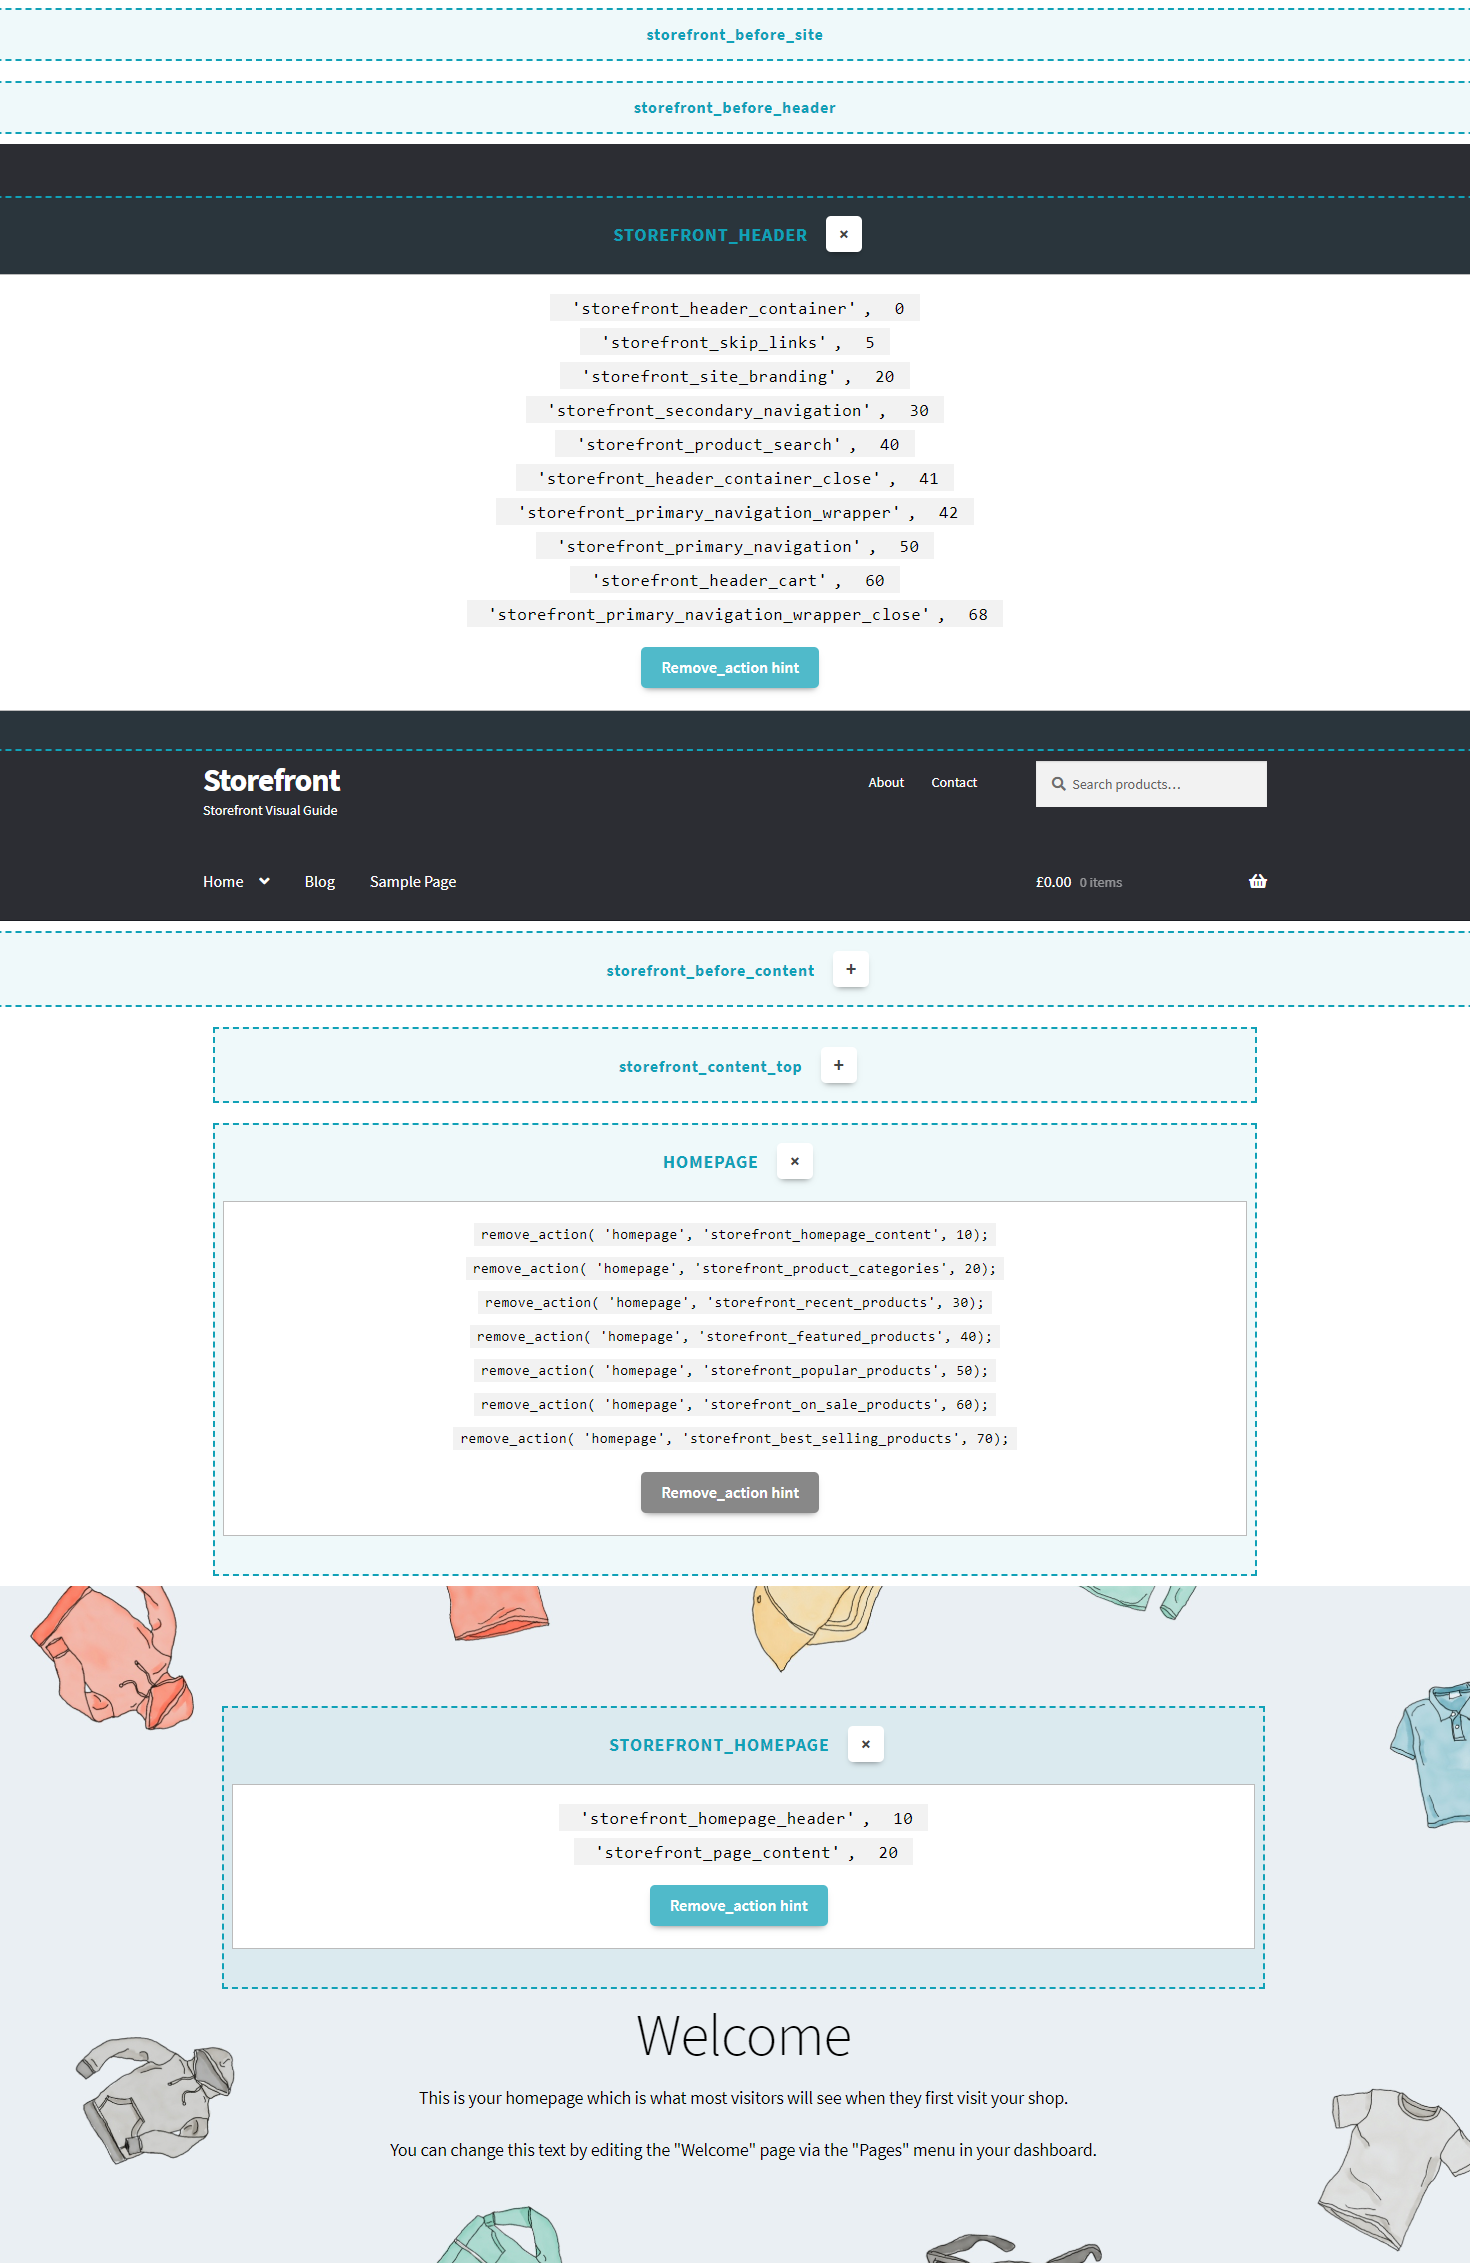 storefront_before_site
storefront_before_header
STOREFRONT_HEADER ×
'storefront_header_container' , 0
'storefront_skip_links' , 5
'storefront_site_branding' , 20
'storefront_secondary_navigation' , 30
'storefront_product_search' , 40
'storefront_header_container_close' , 41
'storefront_primary_navigation_wrapper' , 42
'storefront_primary_navigation' , 50
'storefront_header_cart' , 60
'storefront_primary_navigation_wrapper_close' , 68
Remove_action hint
Storefront
Storefront Visual Guide
About Contact Search products...
Home Blog Sample Page £0.00 0 items
storefront_before_content +
storefront_content_top +
HOMEPAGE ×
remove_action( 'homepage', 'storefront_homepage_content', 10);
remove_action( 'homepage', 'storefront_product_categories', 20);
remove_action( 'homepage', 'storefront_recent_products', 30);
remove_action( 'homepage', 'storefront_featured_products', 40);
remove_action( 'homepage', 'storefront_popular_products', 50);
remove_action( 'homepage', 'storefront_on_sale_products', 60);
remove_action( 'homepage', 'storefront_best_selling_products', 70);
Remove_action hint
STOREFRONT_HOMEPAGE ×
'storefront_homepage_header' , 10
'storefront_page_content' , 20
Remove_action hint
Welcome
This is your homepage which is what most visitors will see when they first visit your shop.
You can change this text by editing the "Welcome" page via the "Pages" menu in your dashboard.